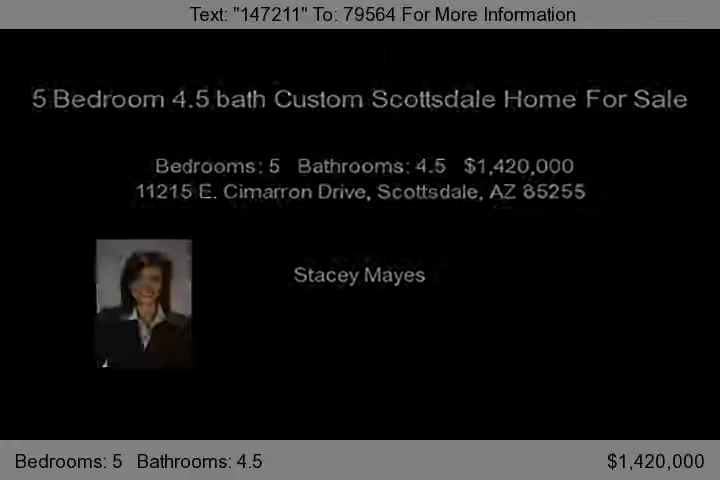 Text: "147211" To: 79564 For More Information
5 Bedroom 4.5 bath Custom Scottsdale Home For Sale
Bedrooms: 5 Bathrooms: 4.5 $1,420,000
11215 E. Cimarron Drive, Scottsdale, AZ 85255
Stacey Mayes
Bedrooms: 5 Bathrooms: 4.5 $1,420,000